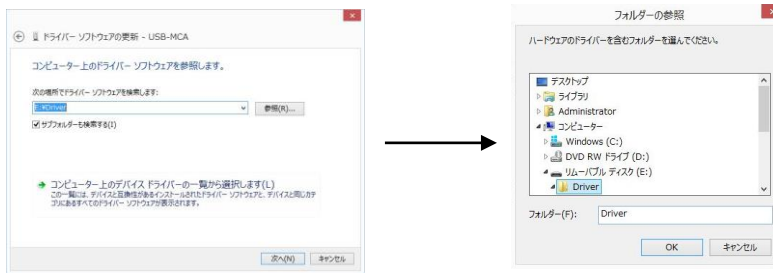 ドライバー ソフトウェアの更新 - USB-MCA
コンピューター上のドライバー ソフトウェアを参照します。
次の場所でドライバー ソフトウェアを検索します:
E:¥Driver
参照(R)...
サブフォルダーも検索する(I)
コンピューター上のデバイス ドライバーの一覧から選択します(L)
この一覧には、デバイスと互換性があるインストールされたドライバー ソフトウェアと、デバイスと同じカテ
ゴリにあるすべてのドライバー ソフトウェアが表示されます。
次へ(N)
キャンセル
フォルダーの参照
ハードウェアのドライバーを含むフォルダーを選んでください。
デスクトップ
ライブラリ
Administrator
コンピューター
Windows (C:)
DVD RW ドライブ (D:)
リムーバブル ディスク (E:)
Driver
フォルダー(F):
Driver
OK
キャンセル